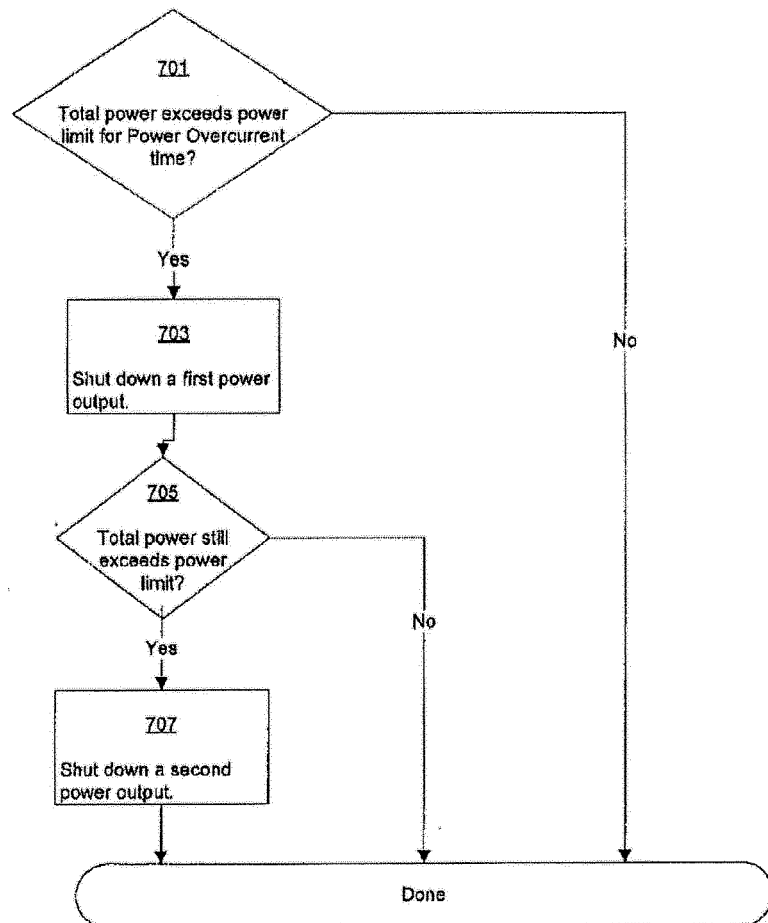 701
Total power exceeds power
limit for Power Overcurrent
time?
Yes
703
Shut down a first power
output.
No
705
Total power still
exceeds power
limit?
No
Yes
707
Shut down a second
power output.
Done